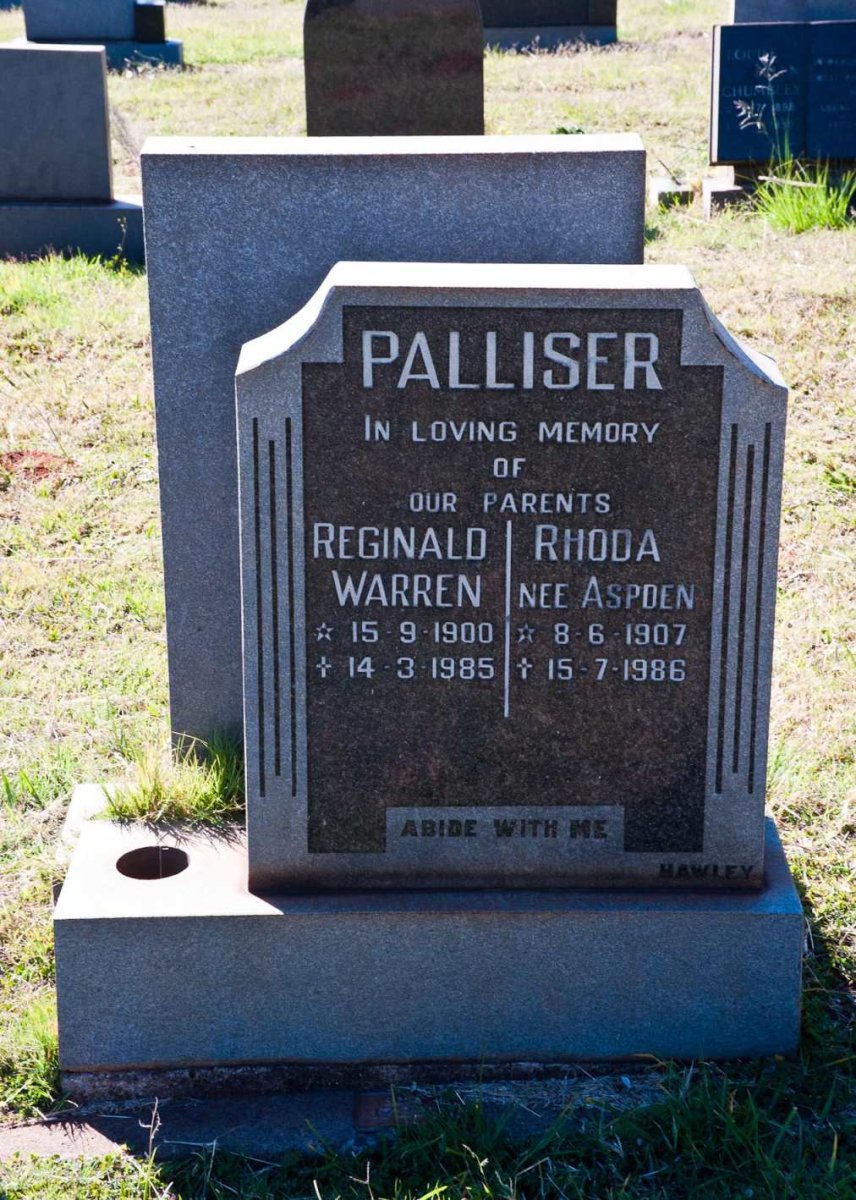 PALLISER
IN LOVING MEMORY
OF
OUR PARENTS
REGINALD
WARREN
☆ 15-9-1900
✝ 14-3-1985
RHODA
NEE ASPDEN
☆ 8-6-1907
✝ 15-7-1986
ABIDE WITH ME
HAWLEY